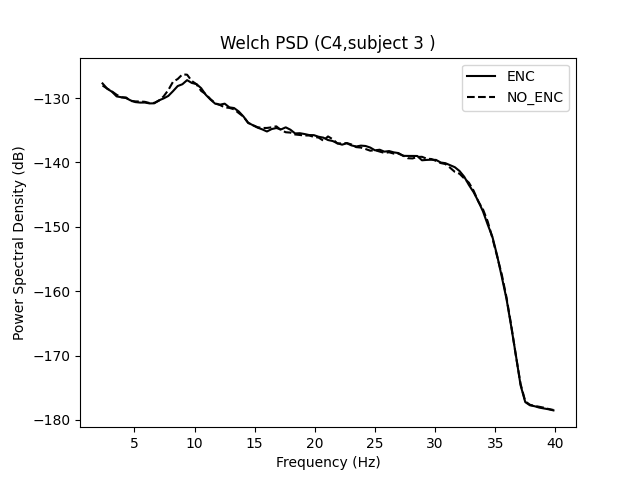 Welch PSD (C4,subject 3 )
ENC
NO_ENC
Power Spectral Density (dB)
−130
−140
−150
−160
−170
−180
5 10 15 20 25 30 35 40
Frequency (Hz)